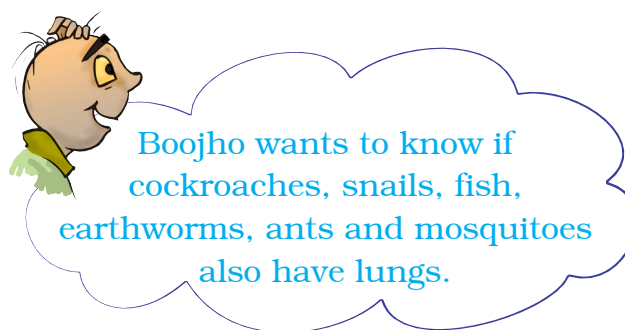 Boojho wants to know if
cockroaches, snails, fish,
earthworms, ants and mosquitoes
also have lungs.